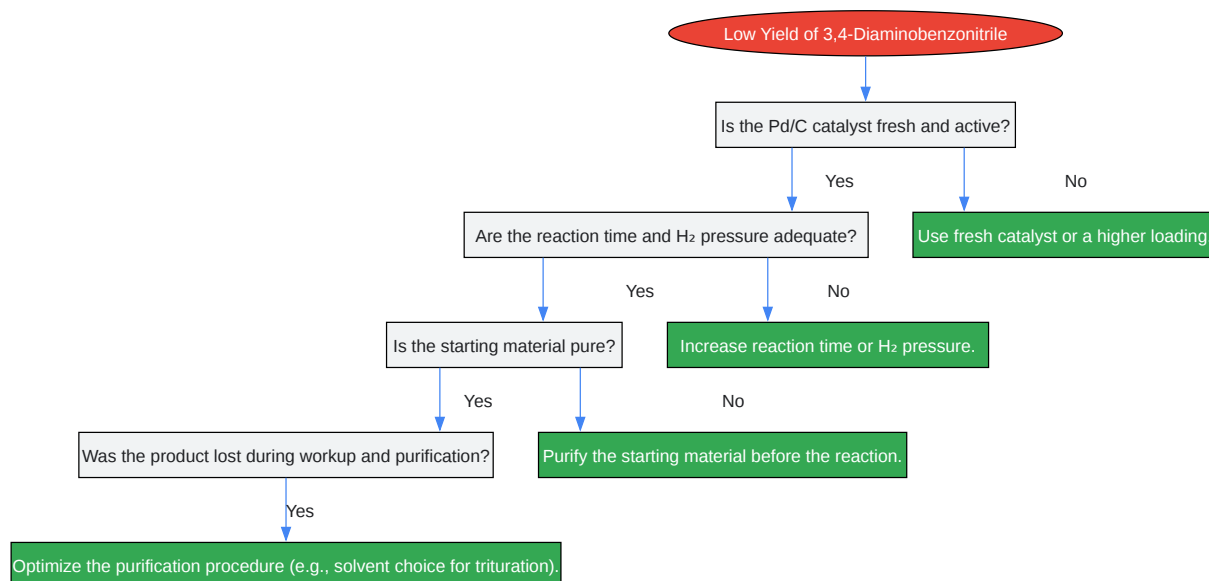 Low Yield of 3,4-Diaminobenzonitrile
Is the Pd/C catalyst fresh and active?
Yes
No
Are the reaction time and H₂ pressure adequate?
Use fresh catalyst or a higher loading.
Yes
No
Is the starting material pure?
Increase reaction time or H₂ pressure.
Yes
No
Was the product lost during workup and purification?
Purify the starting material before the reaction.
Yes
Optimize the purification procedure (e.g., solvent choice for trituration).